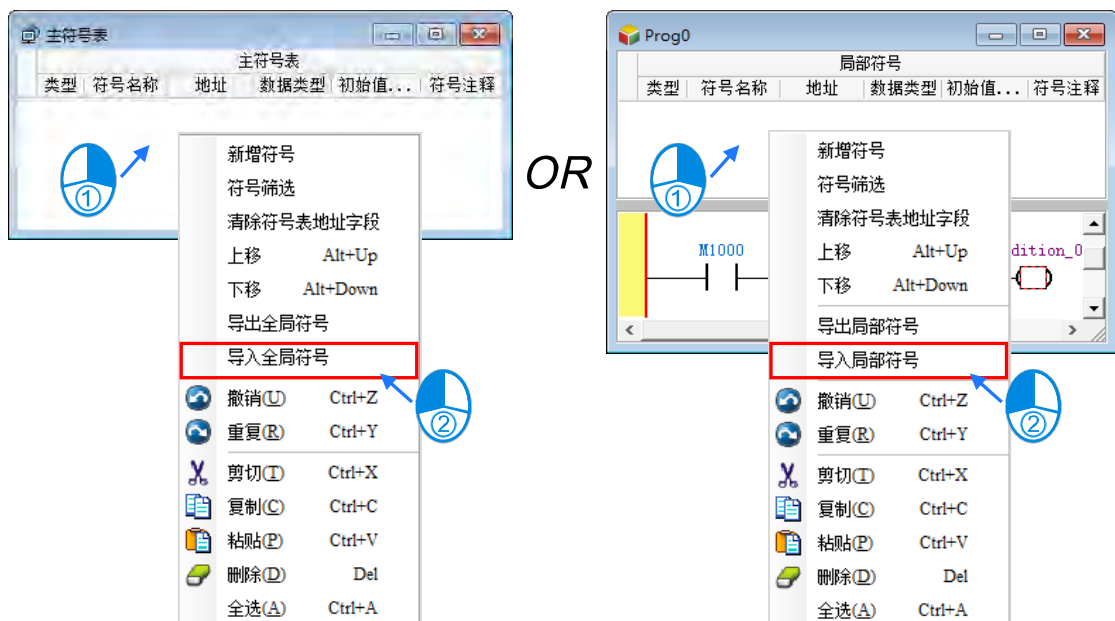 主符号表
主符号表
类型 符号名称 地址 数据类型 初始值... 符号注释
①
新增符号
符号筛选
清除符号表地址字段
上移 Alt+Up
下移 Alt+Down
导出全局符号
导入全局符号
②
撤销(U) Ctrl+Z
重复(R) Ctrl+Y
剪切(T) Ctrl+X
复制(C) Ctrl+C
粘贴(P) Ctrl+V
删除(D) Del
全选(A) Ctrl+A
OR
Prog0
局部符号
类型 符号名称 地址 数据类型 初始值... 符号注释
①
M1000
dition_0
新增符号
符号筛选
清除符号表地址字段
上移 Alt+Up
下移 Alt+Down
导出局部符号
导入局部符号
②
撤销(U) Ctrl+Z
重复(R) Ctrl+Y
剪切(T) Ctrl+X
复制(C) Ctrl+C
粘贴(P) Ctrl+V
删除(D) Del
全选(A) Ctrl+A